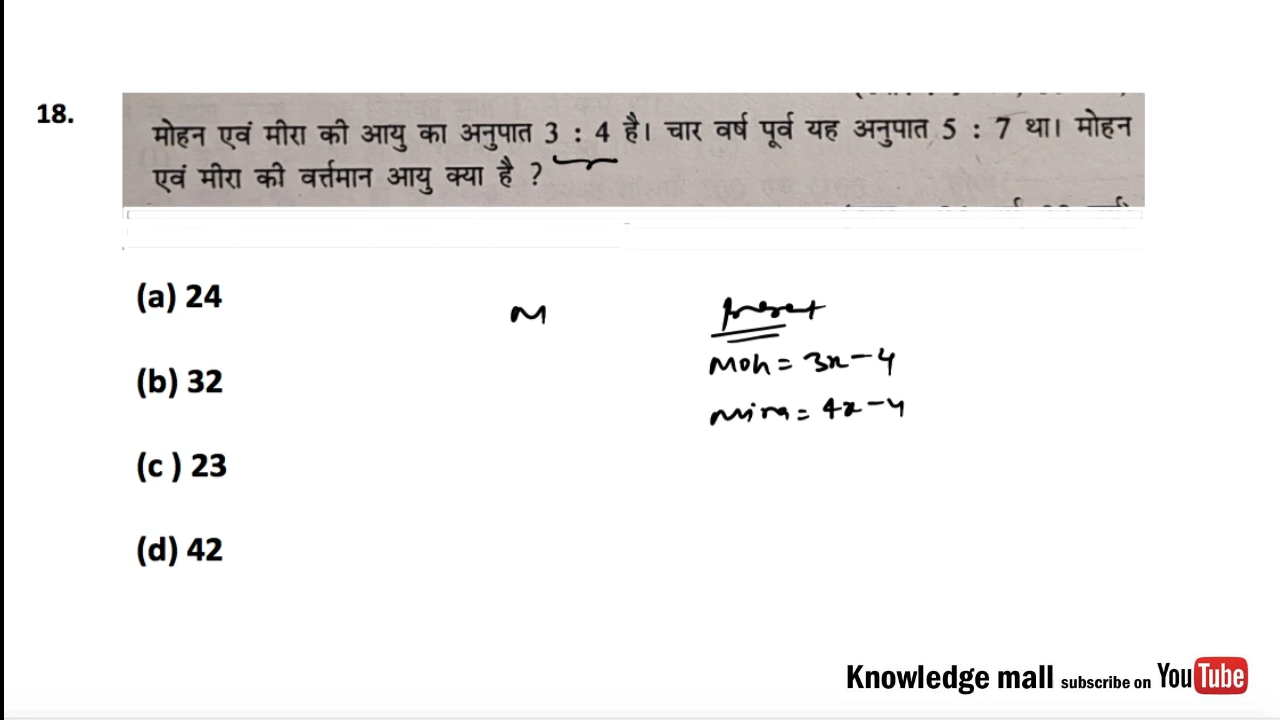 18.
मोहन एवं मीरा की आयु का अनुपात 3 : 4 है। चार वर्ष पूर्व यह अनुपात 5 : 7 था। मोहन
एवं मीरा की वर्त्तमान आयु क्या है ?
(a) 24
M
present
(b) 32
Moh = 3x-4
Mira = 4x-4
(c ) 23
(d) 42
Knowledge mall subscribe on YouTube